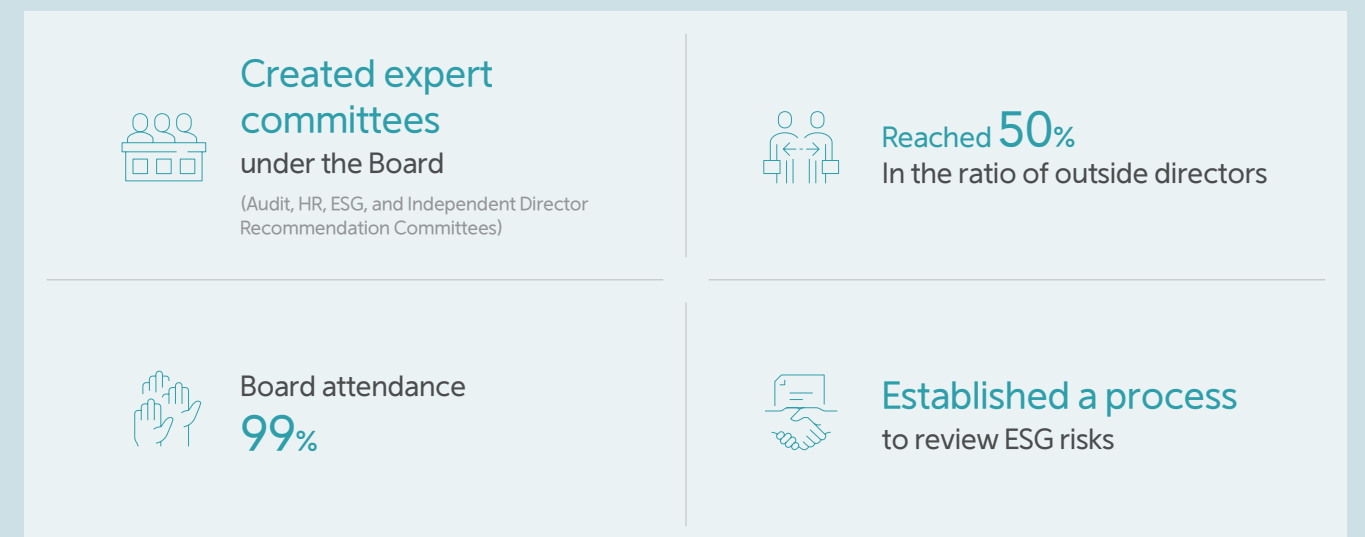 Created expert
committees
under the Board
(Audit, HR, ESG, and Independent Director
Recommendation Committees)
Reached 50%
In the ratio of outside directors
Board attendance
99%
Established a process
to review ESG risks